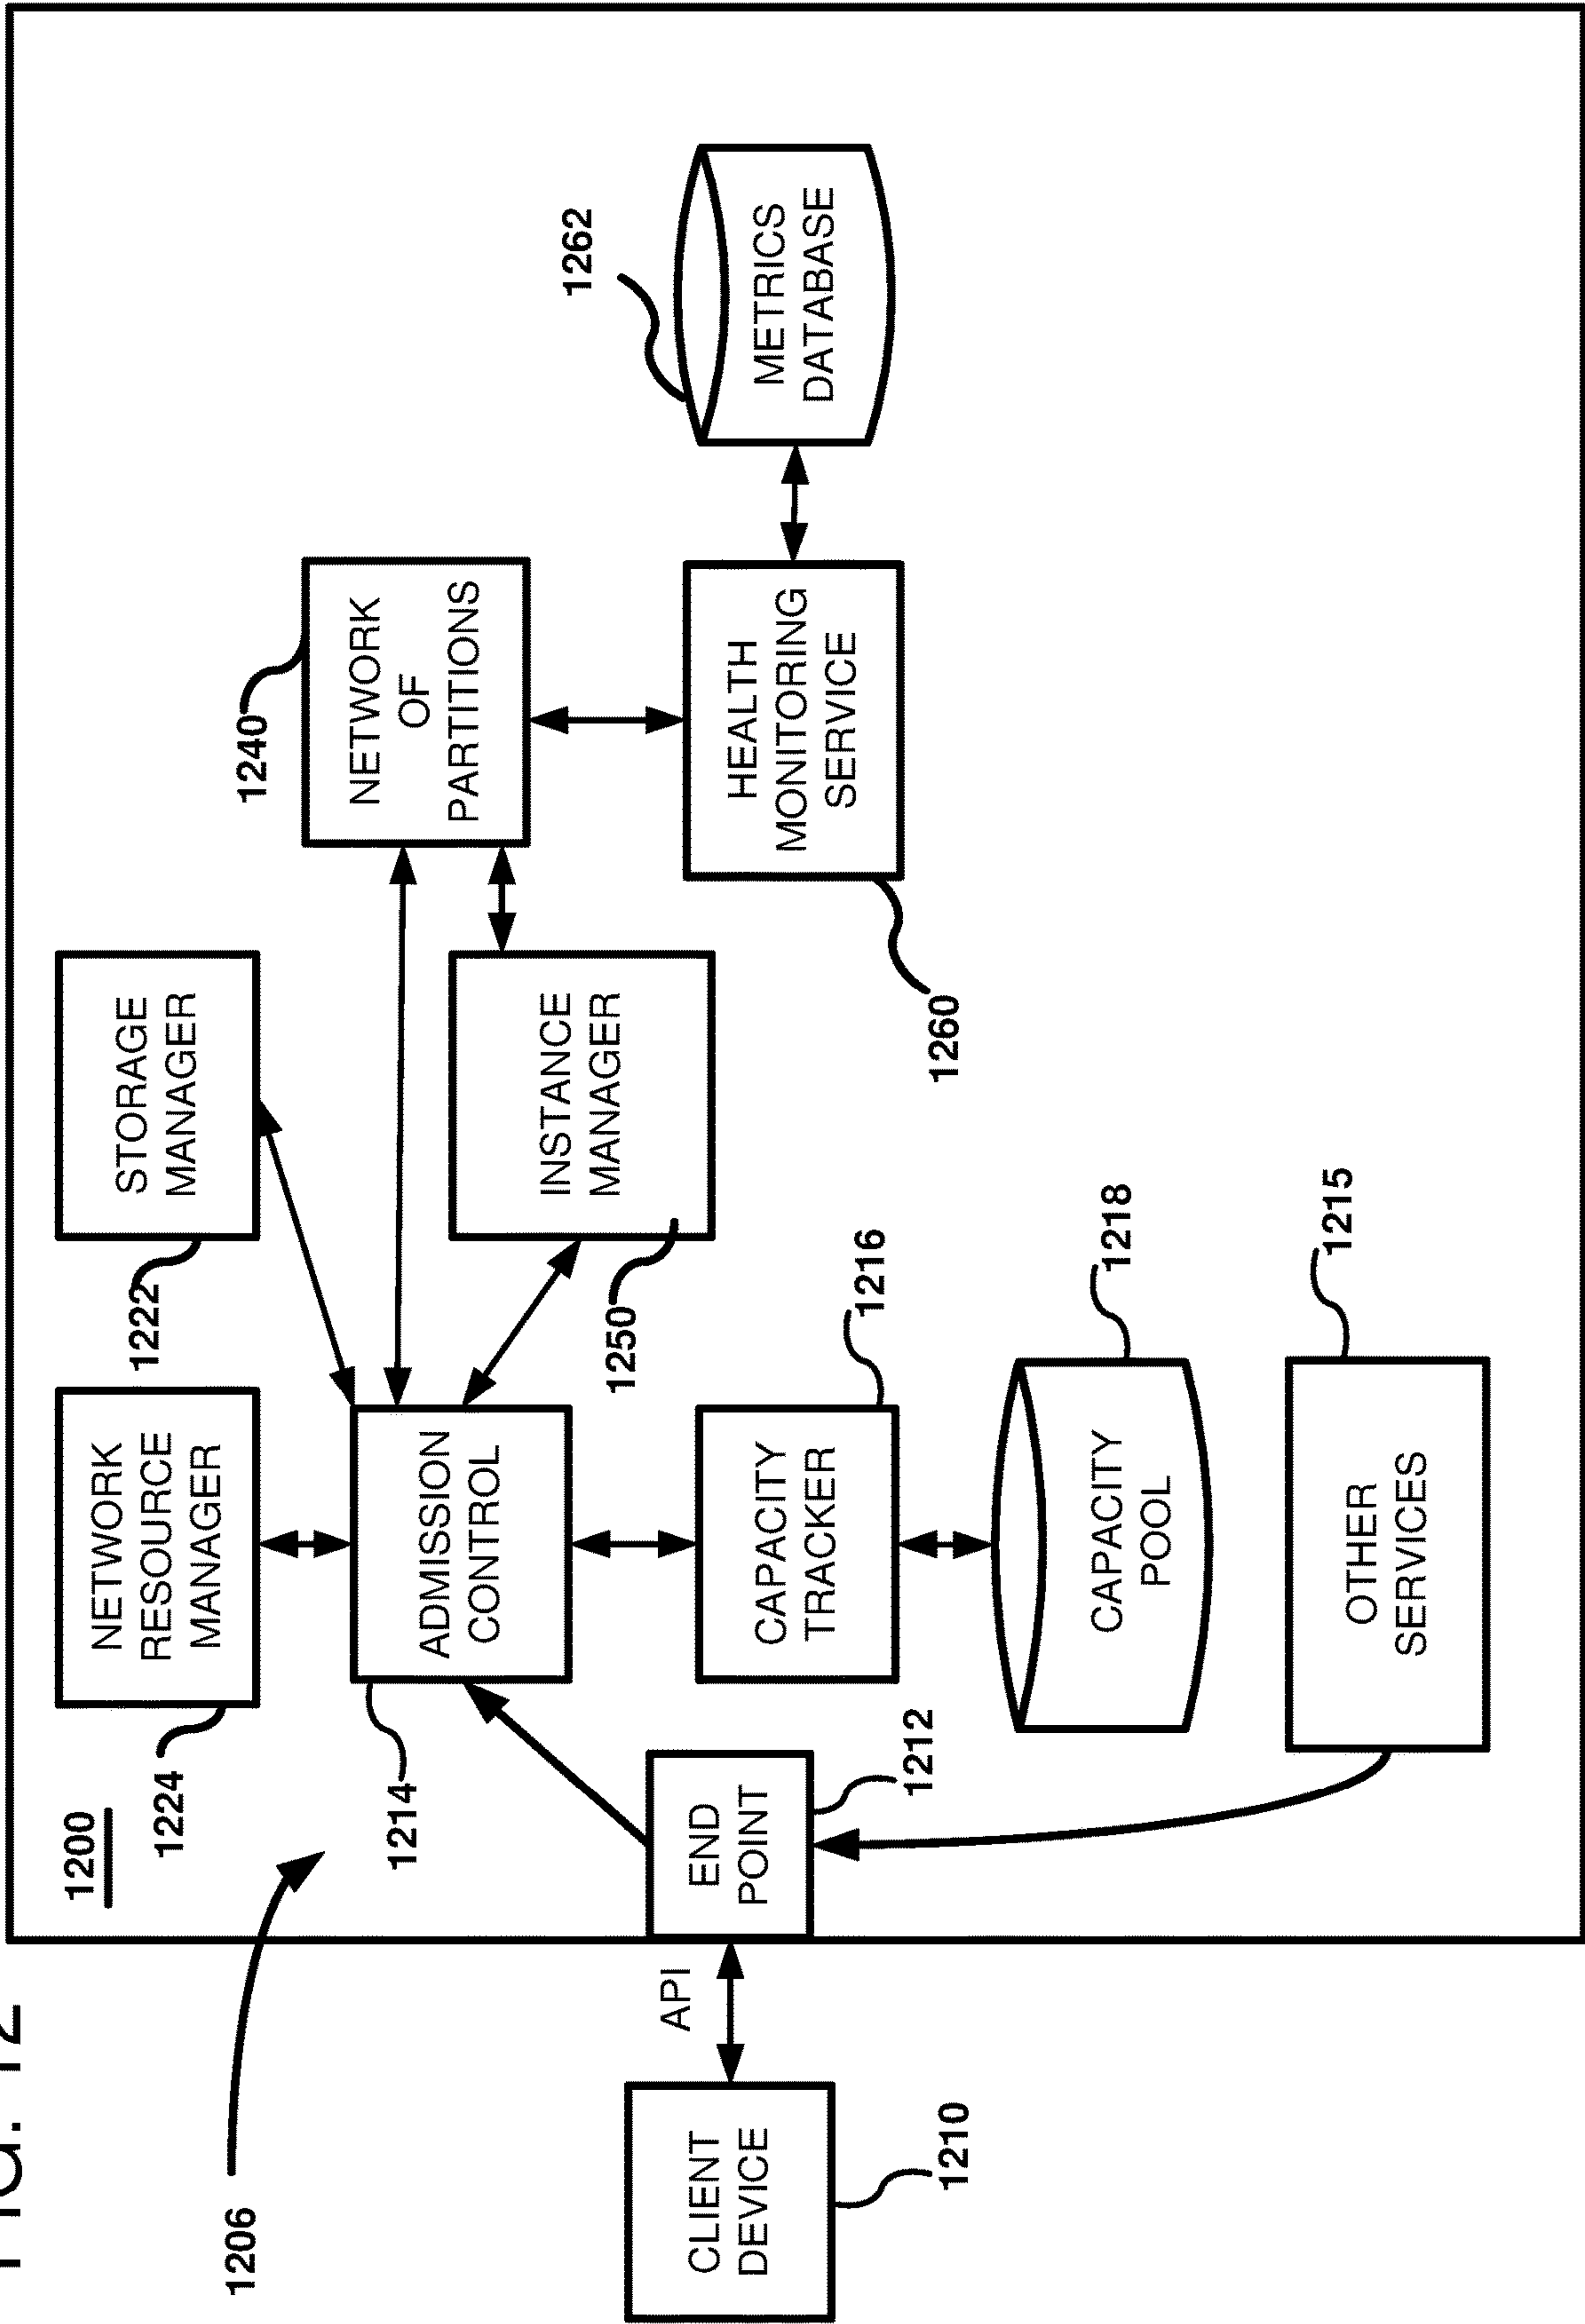 FIG. 12
1200
1206
1224
NETWORK
RESOURCE
MANAGER
1222
STORAGE
MANAGER
1214
ADMISSION
CONTROL
1240
NETWORK
OF
PARTITIONS
1250
INSTANCE
MANAGER
1262
METRICS
DATABASE
HEALTH
MONITORING
SERVICE
1260
CLIENT
DEVICE
1210
API
END
POINT
1212
CAPACITY
TRACKER
1216
CAPACITY
POOL
1218
OTHER
SERVICES
1215